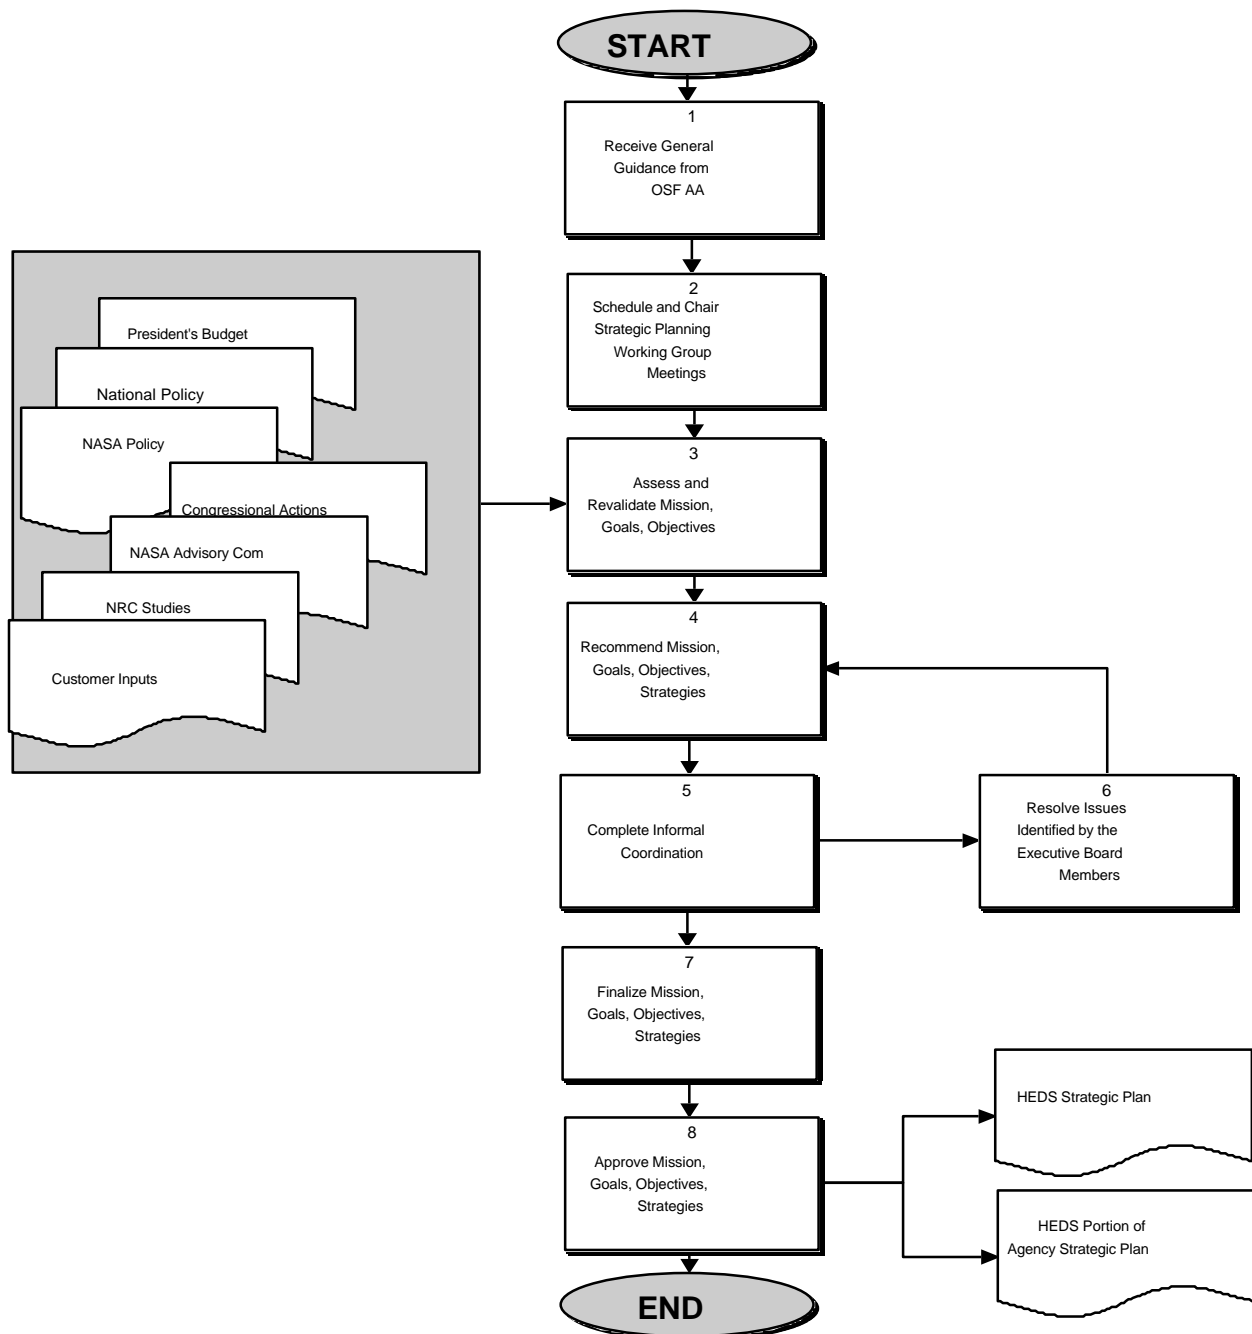 START
1
Receive General
Guidance from
OSF AA
2
Schedule and Chair
Strategic Planning
Working Group
Meetings
President's Budget
National Policy
NASA Policy
Congressional Actions
NASA Advisory Com
NRC Studies
Customer Inputs
3
Assess and
Revalidate Mission,
Goals, Objectives
4
Recommend Mission,
Goals, Objectives,
Strategies
5
Complete Informal
Coordination
6
Resolve Issues
Identified by the
Executive Board
Members
7
Finalize Mission,
Goals, Objectives,
Strategies
8
Approve Mission,
Goals, Objectives,
Strategies
HEDS Strategic Plan
HEDS Portion of
Agency Strategic Plan
END